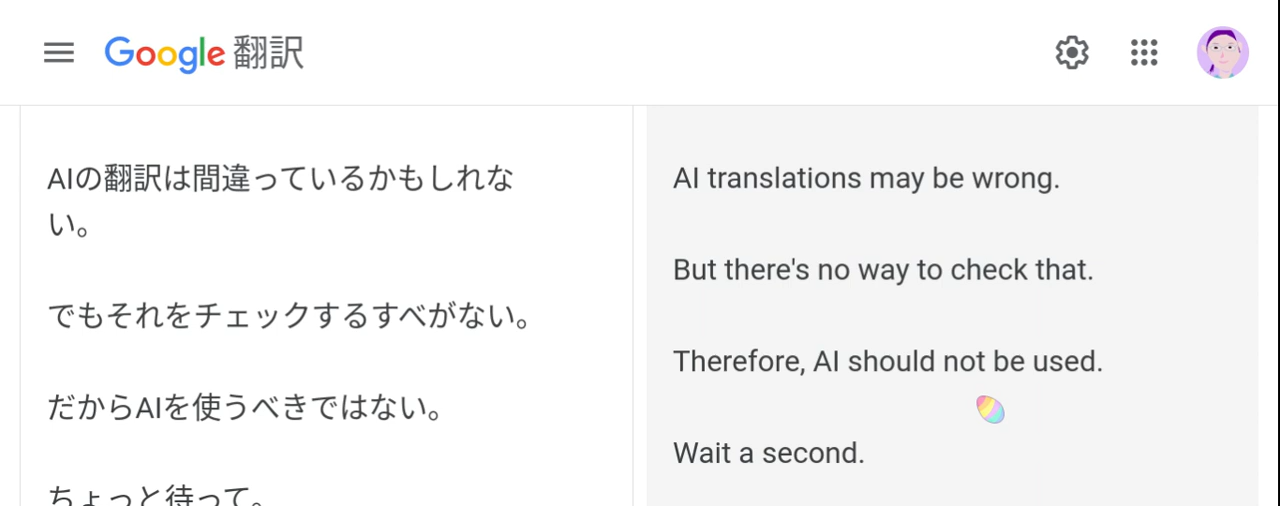 Google 翻訳
AIの翻訳は間違っているかもしれな
い。
でもそれをチェックするすべがない。
だからAIを使うべきではない。
ちょっと待って。
AI translations may be wrong.
But there's no way to check that.
Therefore, AI should not be used.
Wait a second.